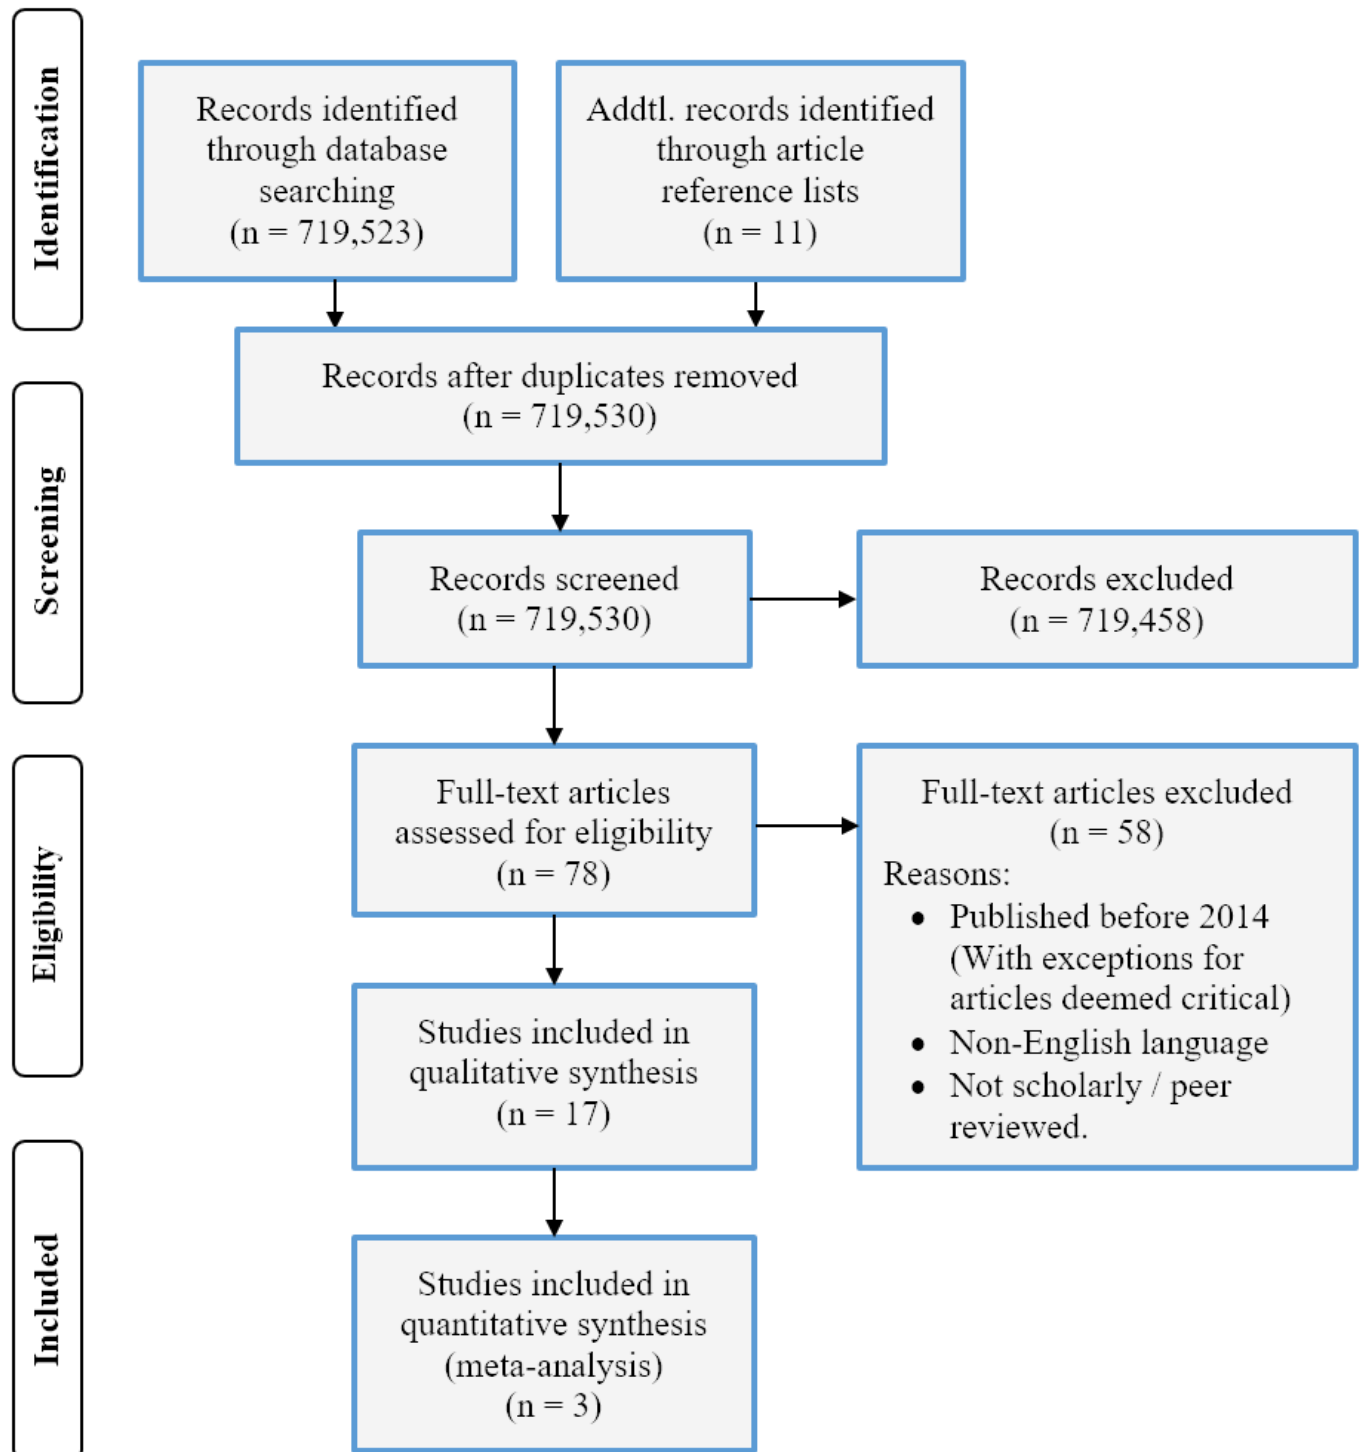 Identification
Records identified
through database
searching
(n = 719,523)
Addtl. records identified
through article
reference lists
(n = 11)
Records after duplicates removed
(n = 719,530)
Screening
Records screened
(n = 719,530)
Records excluded
(n = 719,458)
Eligibility
Full-text articles
assessed for eligibility
(n = 78)
Full-text articles excluded
(n = 58)
Reasons:
• Published before 2014
(With exceptions for
articles deemed critical)
• Non-English language
• Not scholarly / peer
reviewed.
Studies included in
qualitative synthesis
(n = 17)
Included
Studies included in
quantitative synthesis
(meta-analysis)
(n = 3)